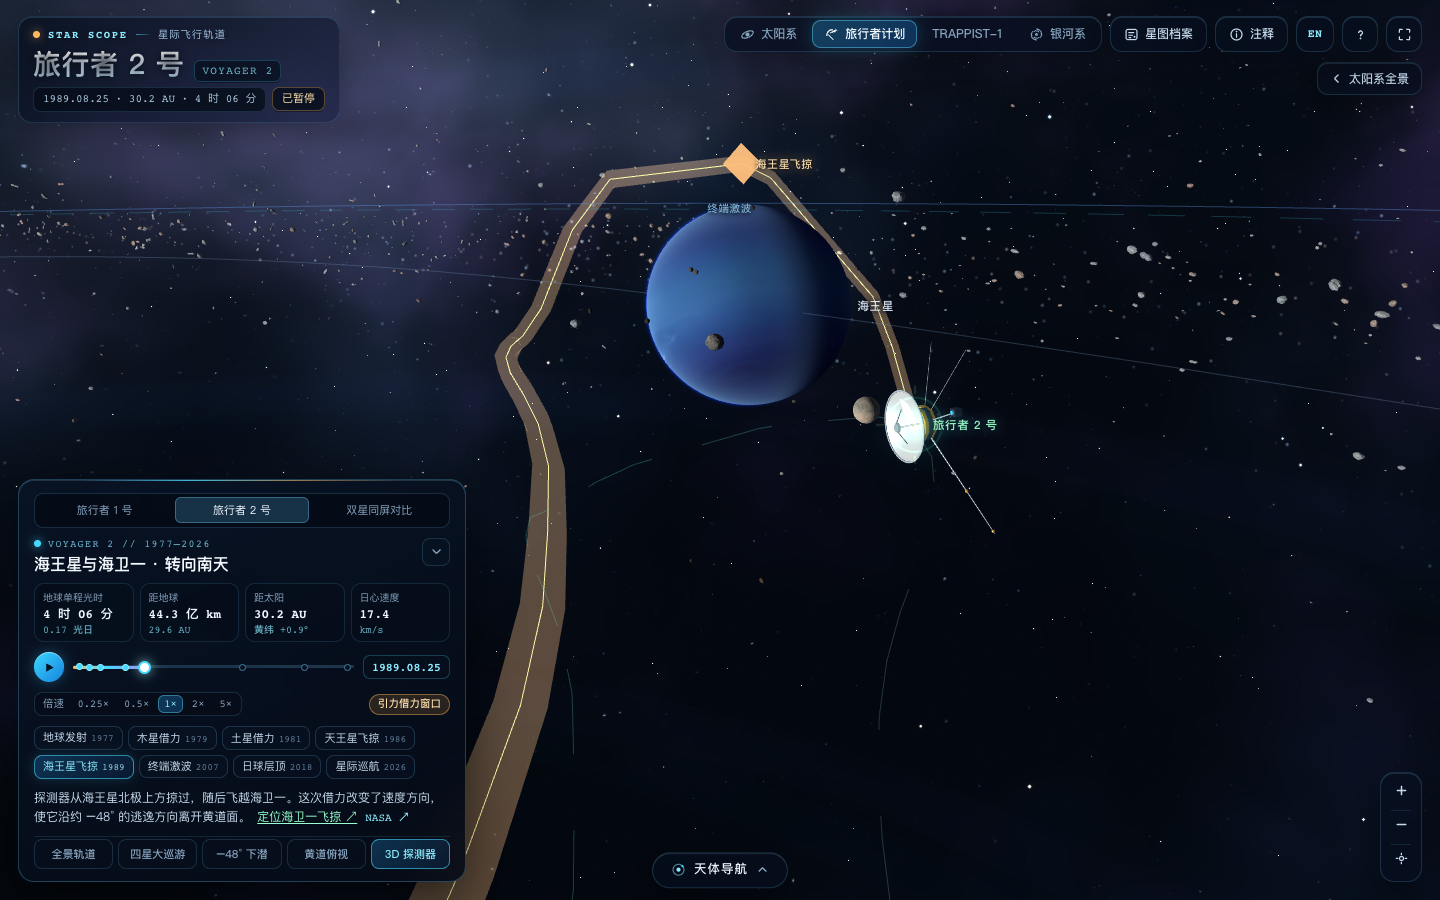 STAR SCOPE — 星际飞行轨道
旅行者 2 号 VOYAGER 2
1989.08.25 · 30.2 AU · 4 时 06 分 已暂停
太阳系 旅行者计划 TRAPPIST-1 银河系 星图档案 注释 EN ?
太阳系全景
海王星飞掠
终端激波
海王星
旅行者 2 号
旅行者 1 号 旅行者 2 号 双星同屏对比
VOYAGER 2 // 1977—2026
海王星与海卫一 · 转向南天
地球单程光时 距地球 距太阳 日心速度
4 时 06 分 44.3 亿 km 30.2 AU 17.4
0.17 光日 29.6 AU 黄纬 +0.9° km/s
1989.08.25
倍速 0.25× 0.5× 1× 2× 5× 引力借力窗口
地球发射 1977 木星借力 1979 土星借力 1981 天王星飞掠 1986
海王星飞掠 1989 终端激波 2007 日球层顶 2018 星际巡航 2026
探测器从海王星北极上方掠过，随后飞越海卫一。这次借力改变了速度方向，
使它沿约 −48° 的逃逸方向离开黄道面。 定位海卫一飞掠 ↗ NASA ↗
全景轨道 四星大巡游 −48° 下潜 黄道俯视 3D 探测器
天体导航
+
−